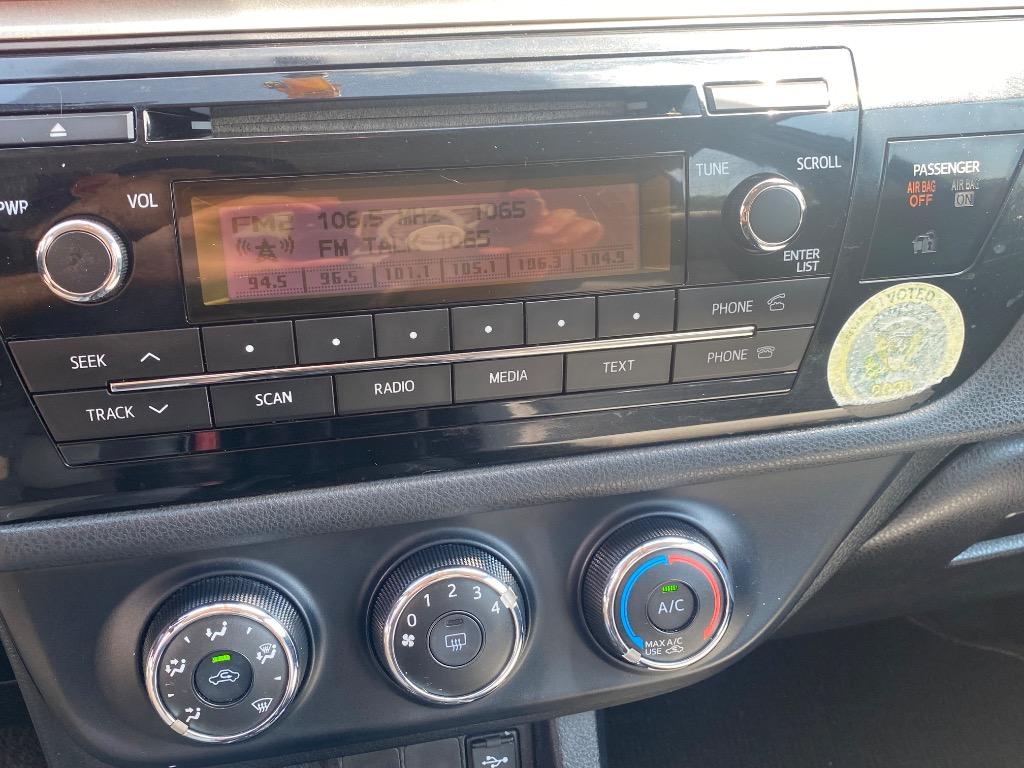 PWR
VOL
FM2 106.5 MHz 1065
FM TALK 1065
94.5 96.5 101.1 105.1 106.3 104.9
TUNE
SCROLL
ENTER
LIST
PASSENGER
AIR BAG
OFF
AIR BAG
ON
PHONE
SEEK
TRACK
SCAN
RADIO
MEDIA
TEXT
PHONE
VOTED
0 1 2 3 4
A/C
MAX A/C
USE